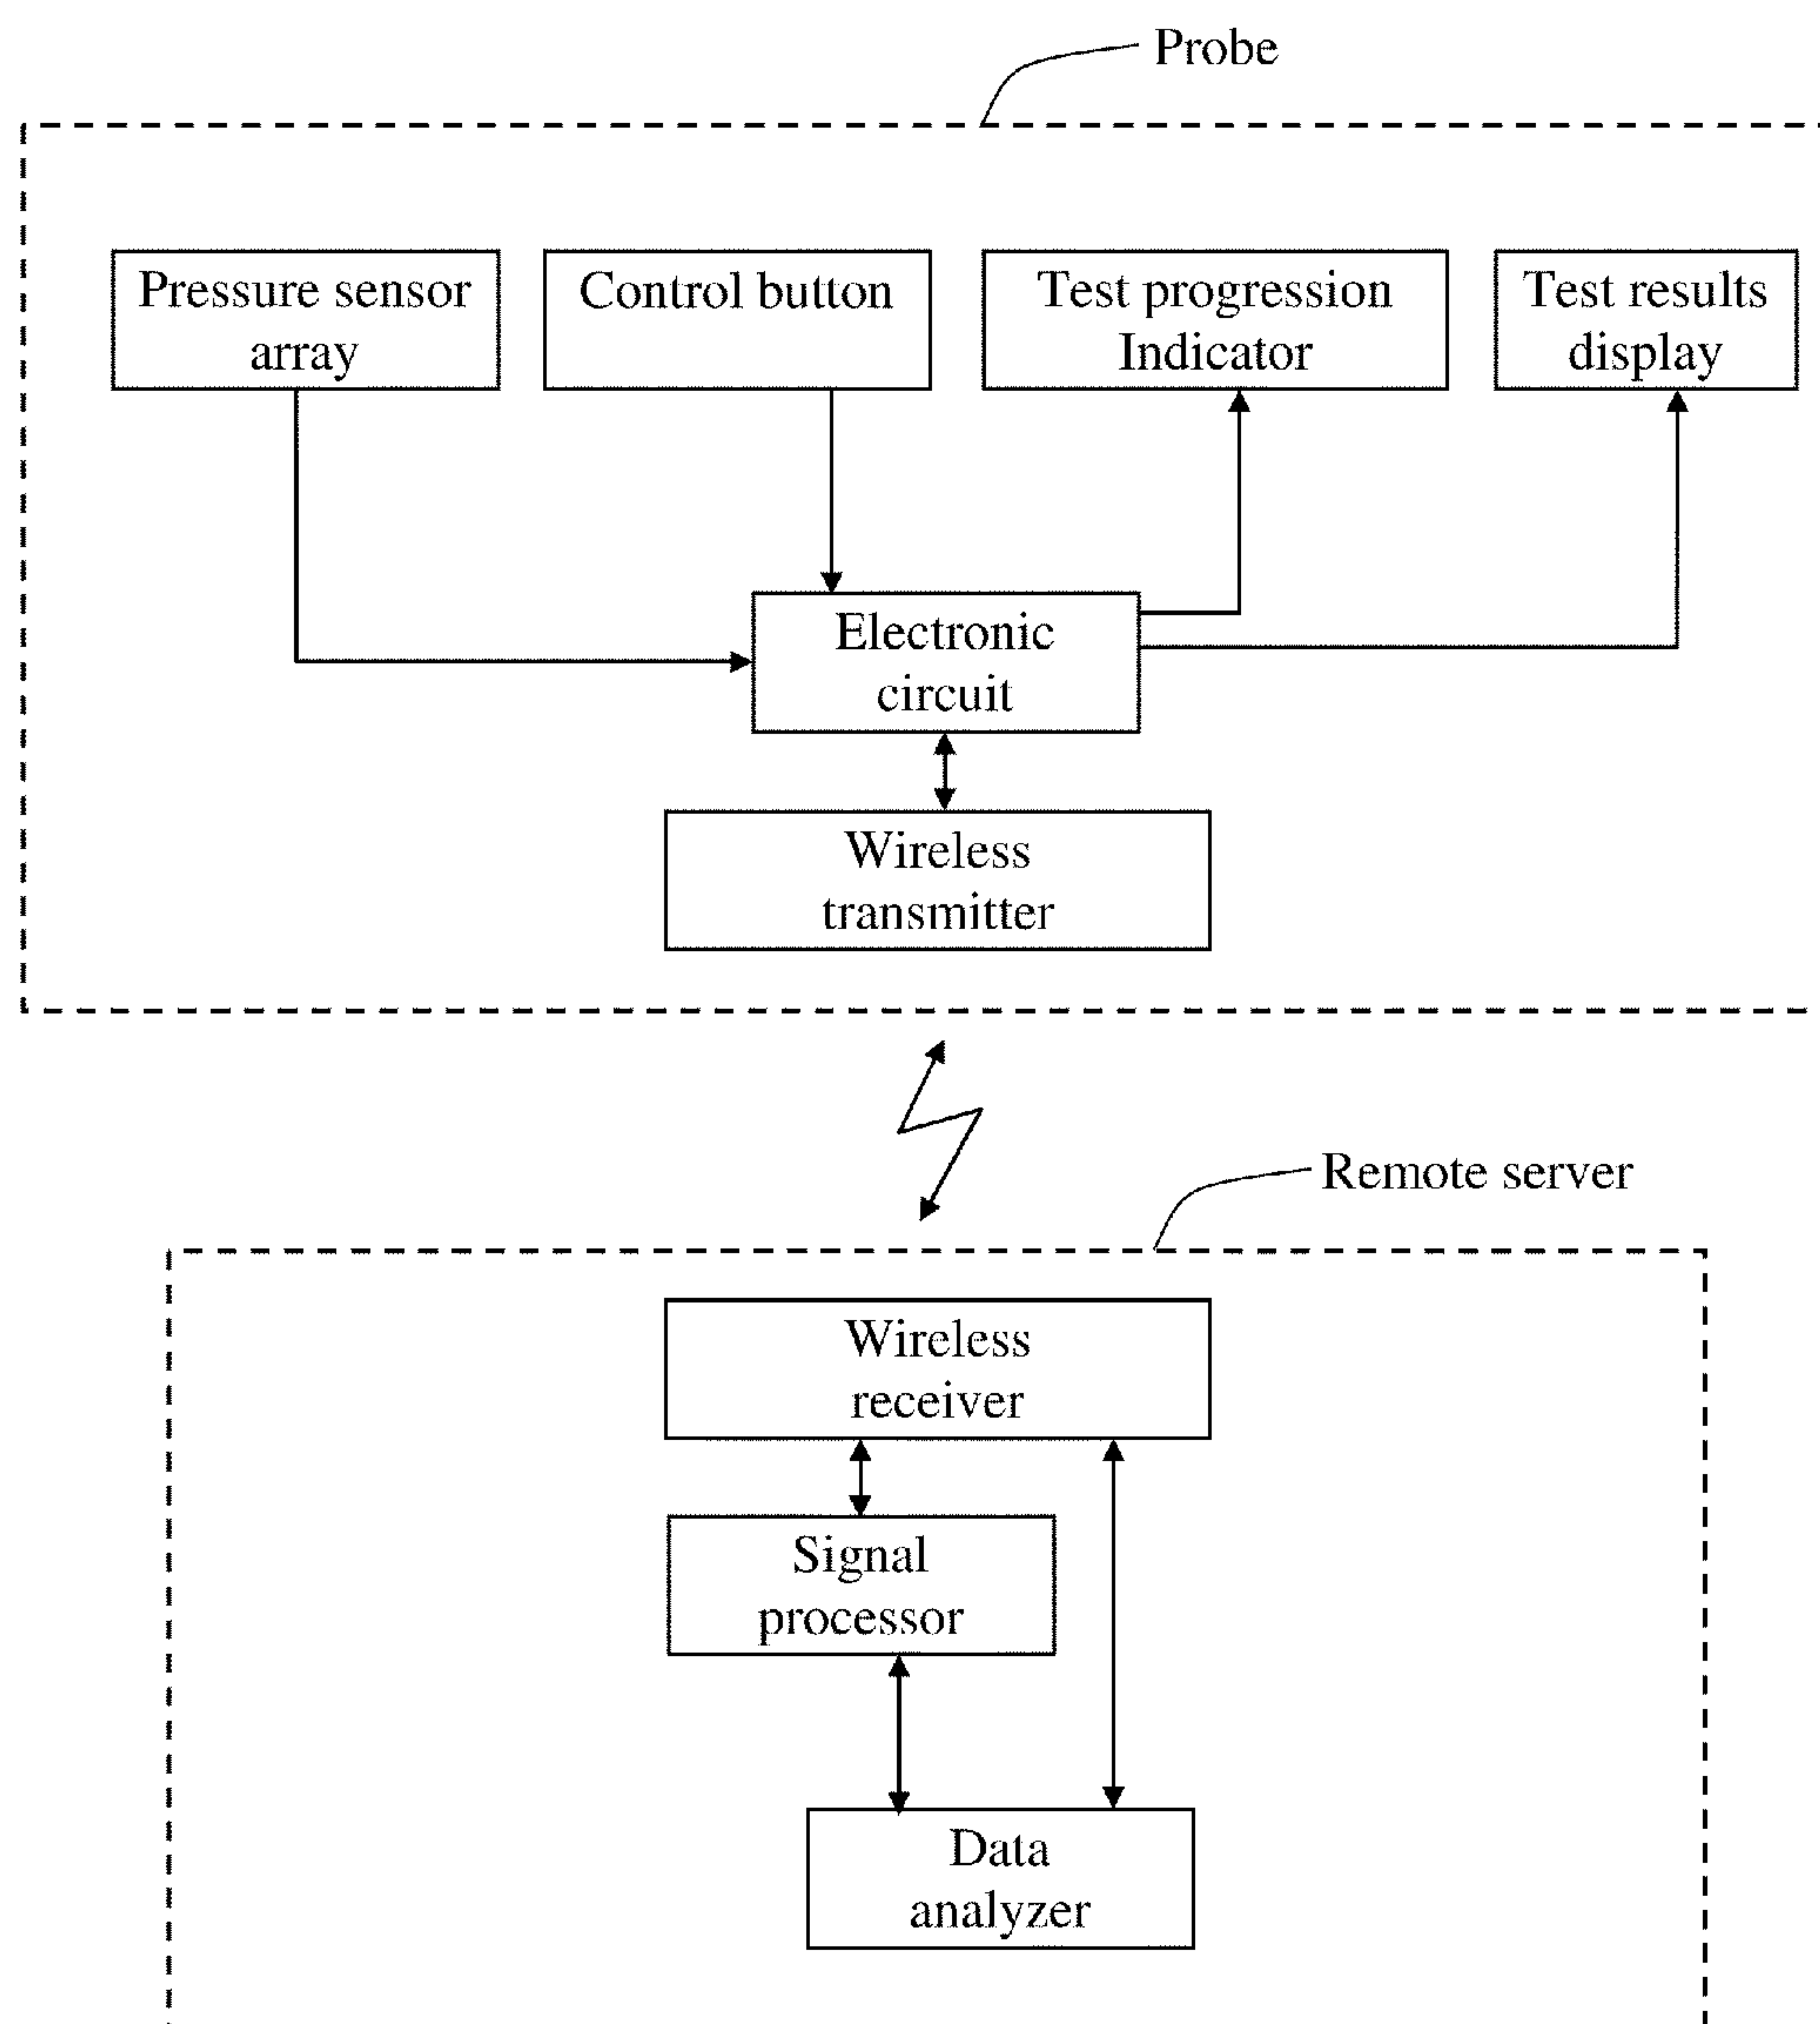 Probe
Pressure sensor
array
Control button
Test progression
Indicator
Test results
display
Electronic
circuit
Wireless
transmitter
Remote server
Wireless
receiver
Signal
processor
Data
analyzer